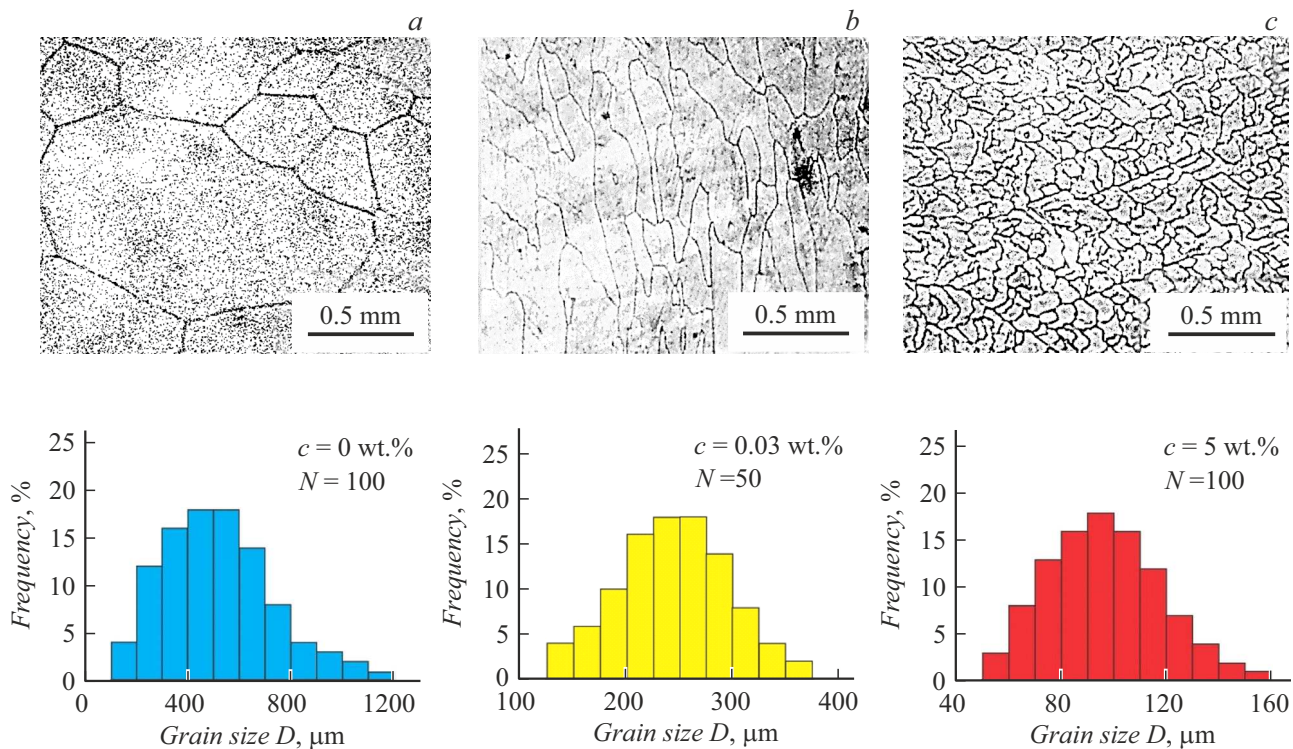 a
b
c
0.5 mm
0.5 mm
0.5 mm
c = 0 wt.%
N = 100
Frequency, %
25
20
15
10
5
0
0
400
800
1200
Grain size D, μm
c = 0.03 wt.%
N =50
Frequency, %
25
20
15
10
5
0
100
200
300
400
Grain size D, μm
c = 5 wt.%
N =100
Frequency, %
25
20
15
10
5
0
40
80
120
160
Grain size D, μm